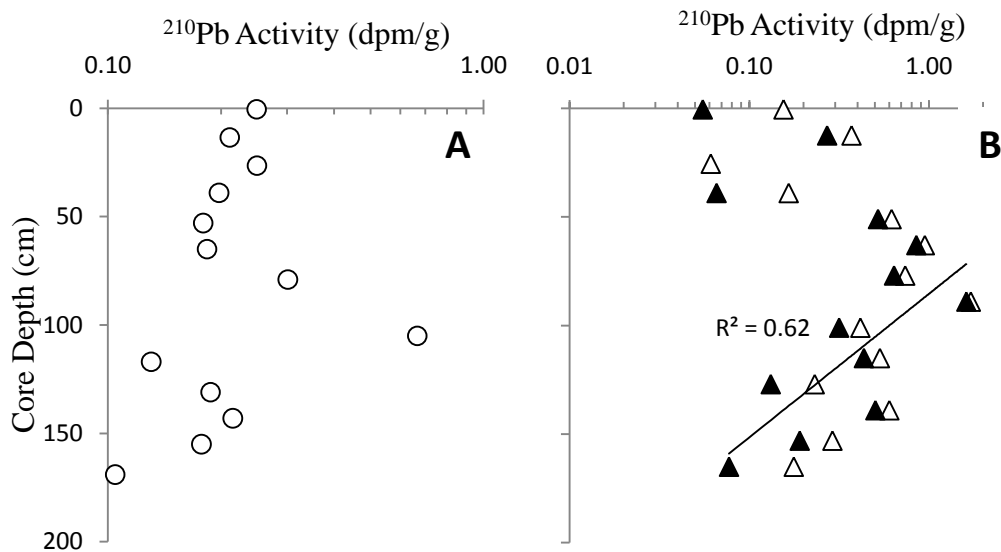 ²¹⁰Pb Activity (dpm/g)
0.10 1.00
0
50
100
150
200
Core Depth (cm)
A
²¹⁰Pb Activity (dpm/g)
0.01 0.10 1.00
B
R² = 0.62